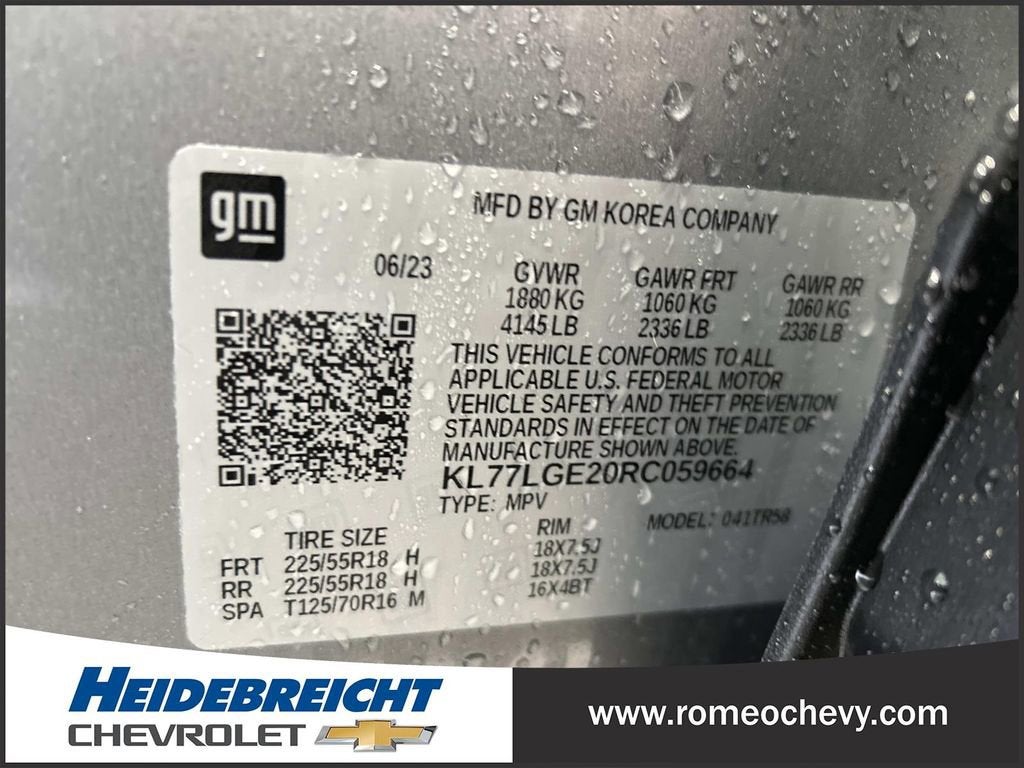 gm
MFD BY GM KOREA COMPANY
06/23
GVWR GAWR FRT GAWR RR
1880 KG 1060 KG 1060 KG
4145 LB 2336 LB 2336 LB
THIS VEHICLE CONFORMS TO ALL
APPLICABLE U.S. FEDERAL MOTOR
VEHICLE SAFETY AND THEFT PREVENTION
STANDARDS IN EFFECT ON THE DATE OF
MANUFACTURE SHOWN ABOVE.
KL77LGE20RC059664
TYPE: MPV
MODEL: 041TR58
TIRE SIZE RIM
FRT 225/55R18 H 18X7.5J
RR 225/55R18 H 18X7.5J
SPA T125/70R16 M 16X4BT
HEIDEBREICHT
CHEVROLET
www.romeochevy.com